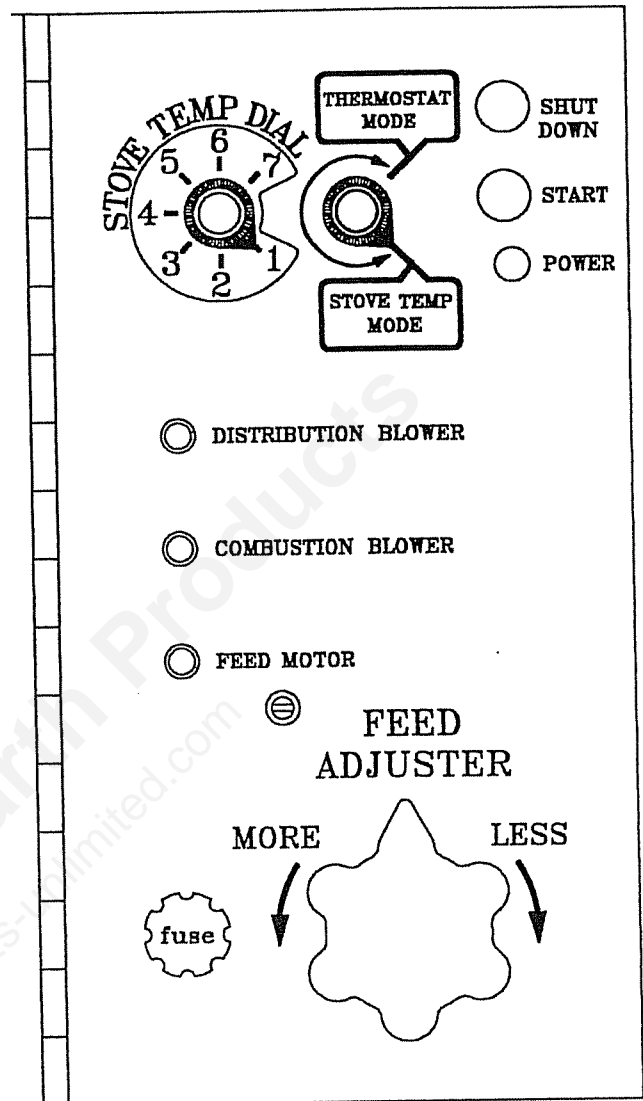 STOVE TEMP DIAL
1
2
3
4
5
6
7
THERMOSTAT
MODE
STOVE TEMP
MODE
SHUT
DOWN
START
POWER
DISTRIBUTION BLOWER
COMBUSTION BLOWER
FEED MOTOR
FEED
ADJUSTER
MORE
LESS
fuse
Products